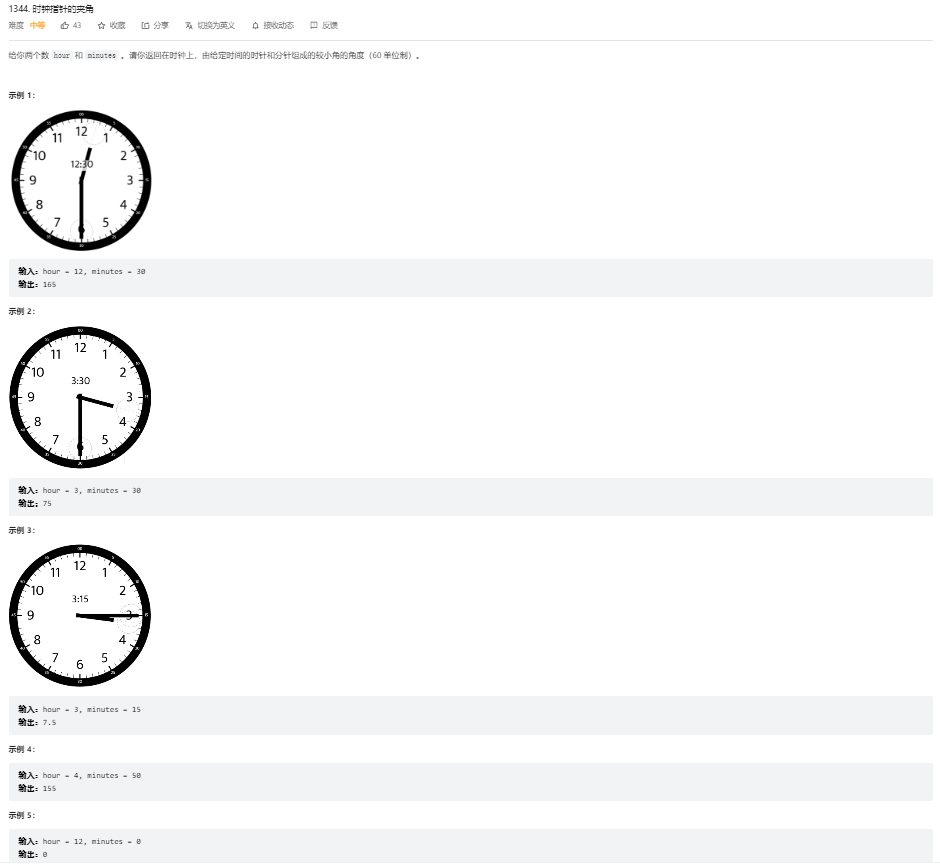 1344. 时钟指针的夹角
难度 中等 43 收藏 分享 切换为英文 接收动态 反馈
给你两个数 hour 和 minutes 。请你返回在时钟上，由给定时间的时针和分针组成的较小角的角度（60 单位制）。
示例 1：
12
11 1
10 2
12:30
9 3
8 4
7 5
输入：hour = 12, minutes = 30
输出：165
示例 2：
12
11 1
10 2
3:30
9 3
8 4
7 5
输入：hour = 3, minutes = 30
输出：75
示例 3：
12
11 1
10 2
3:15
9 3
8 4
7 5
6
输入：hour = 3, minutes = 15
输出：7.5
示例 4：
输入：hour = 4, minutes = 50
输出：155
示例 5：
输入：hour = 12, minutes = 0
输出：0